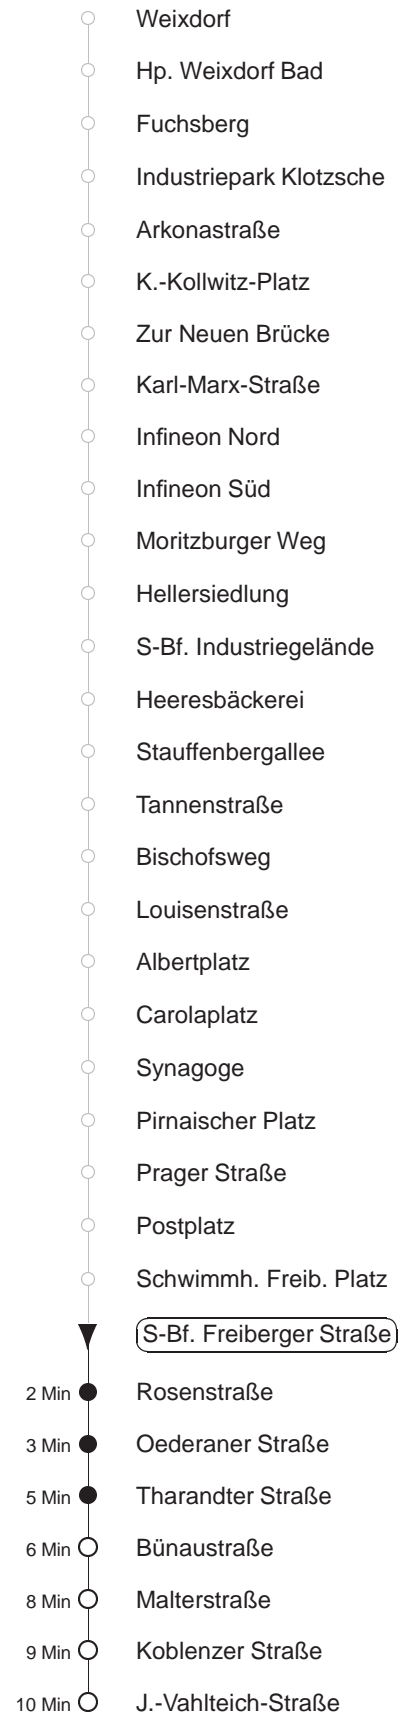 Weixdorf
Hp. Weixdorf Bad
Fuchsberg
Industriepark Klotzsche
Arkonastraße
K.-Kollwitz-Platz
Zur Neuen Brücke
Karl-Marx-Straße
Infineon Nord
Infineon Süd
Moritzburger Weg
Hellersiedlung
S-Bf. Industriegelände
Heeresbäckerei
Stauffenbergallee
Tannenstraße
Bischofsweg
Louisenstraße
Albertplatz
Carolaplatz
Synagoge
Pirnaischer Platz
Prager Straße
Postplatz
Schwimmh. Freib. Platz
S-Bf. Freiberger Straße
2 Min Rosenstraße
3 Min Oederaner Straße
5 Min Tharandter Straße
6 Min Bünaustraße
8 Min Malterstraße
9 Min Koblenzer Straße
10 Min J.-Vahlteich-Straße